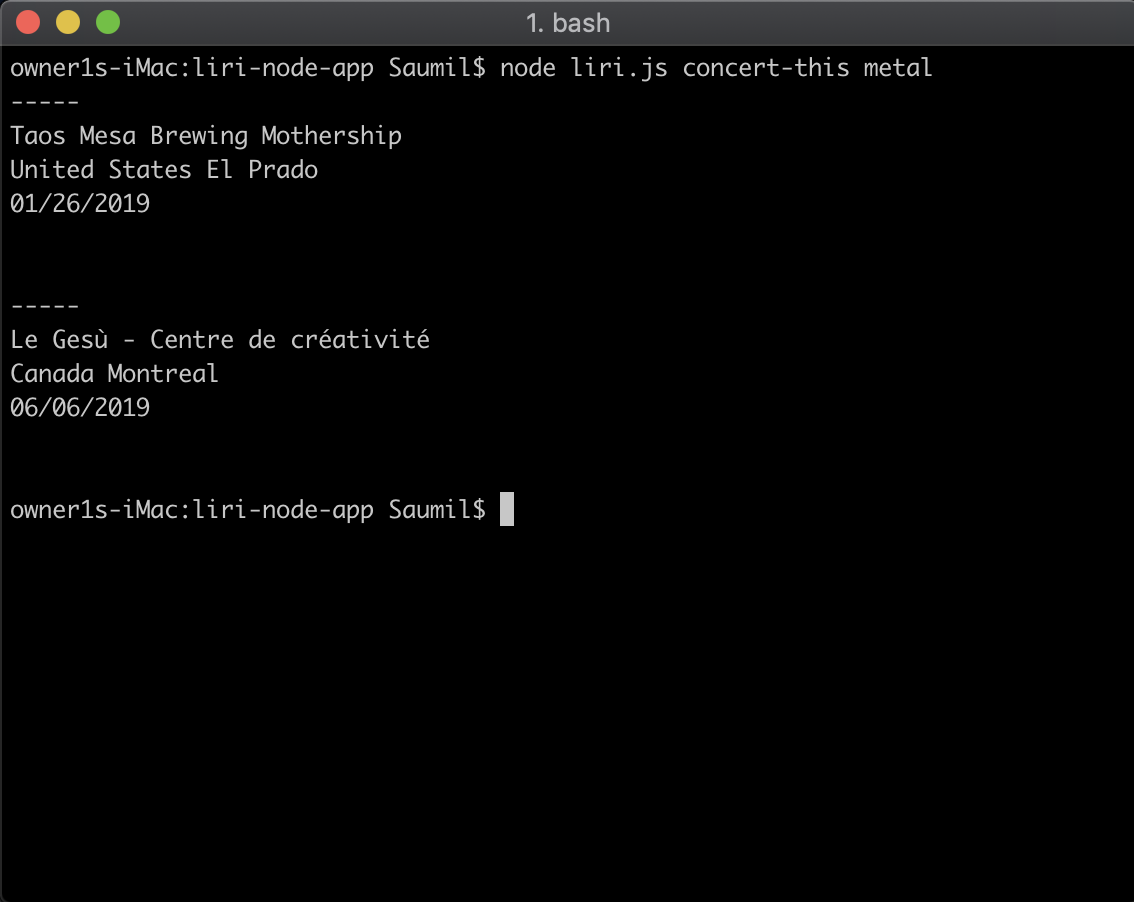 1. bash
owner1s-iMac:liri-node-app Saumil$ node liri.js concert-this metal
-----
Taos Mesa Brewing Mothership
United States El Prado
01/26/2019
-----
Le Gesù - Centre de créativité
Canada Montreal
06/06/2019
owner1s-iMac:liri-node-app Saumil$